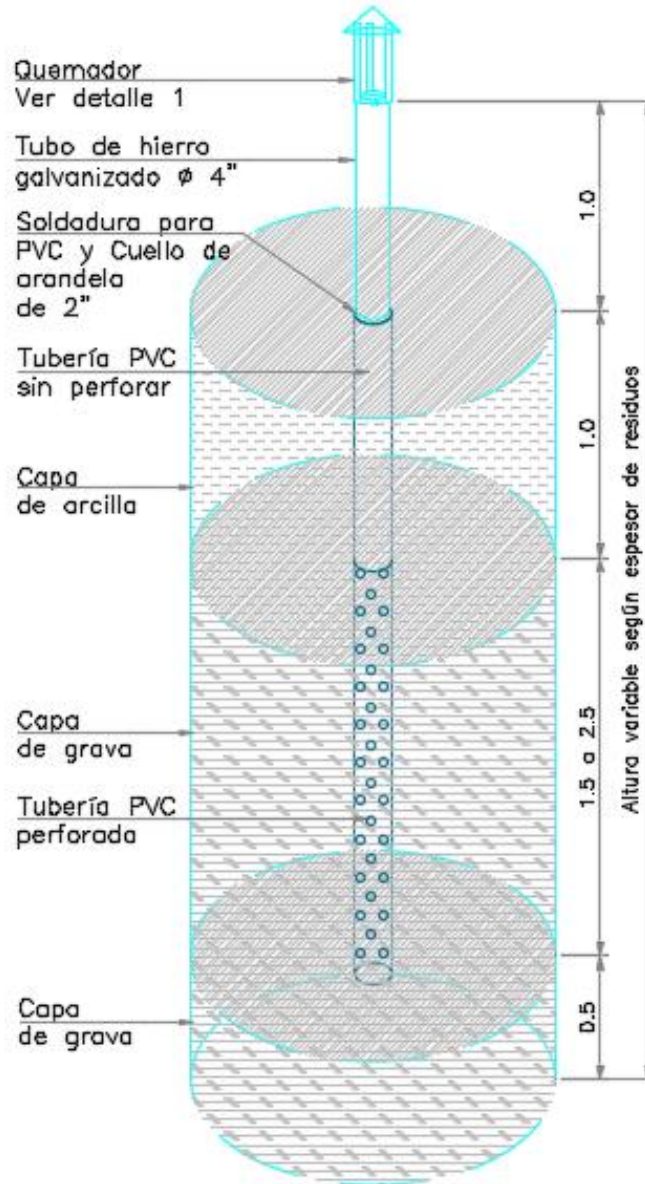 Quemador
Ver detalle 1
Tubo de hierro
galvanizado Ø 4"
Soldadura para
PVC y Cuello de
arandela
de 2"
Tubería PVC
sin perforar
Capa
de arcilla
Capa
de grava
Tubería PVC
perforada
Capa
de grava
1.0
1.0
1.5 a 2.5
0.5
Altura variable según espesor de residuos